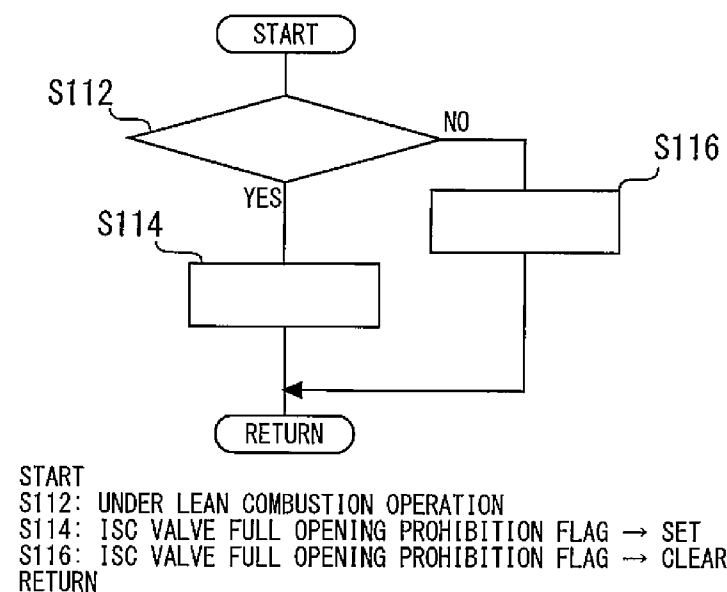 START
S112
NO
S116
YES
S114
RETURN
START
S112: UNDER LEAN COMBUSTION OPERATION
S114: ISC VALVE FULL OPENING PROHIBITION FLAG → SET
S116: ISC VALVE FULL OPENING PROHIBITION FLAG → CLEAR
RETURN